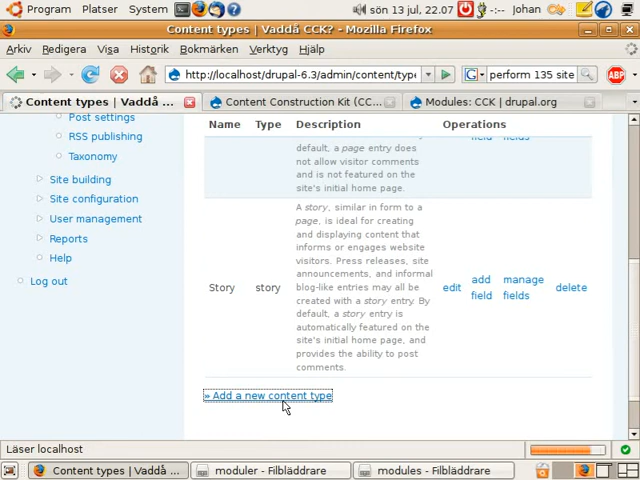 Program Platser System sön 13 jul, 22.07 Johan
Content types | Vaddå CCK? - Mozilla Firefox
Arkiv Redigera Visa Historik Bokmärken Verktyg Hjälp
http://localhost/drupal-6.3/admin/content/type perform 135 site ABP
Content types | Vaddå ... Content Construction Kit (CC... Modules: CCK | drupal.org
Post settings
RSS publishing
Taxonomy
Site building
Site configuration
User management
Reports
Help
Log out
Name Type Description Operations
default, a page entry does
not allow visitor comments
and is not featured on the
site's initial home page.
field fields
A story, similar in form to a
page, is ideal for creating
and displaying content that
informs or engages website
visitors. Press releases, site
announcements, and informal
blog-like entries may all be
created with a story entry. By
default, a story entry is
automatically featured on the
site's initial home page, and
provides the ability to post
comments.
Story story edit add field manage fields delete
» Add a new content type
Läser localhost
Content types | Vaddå ... moduler - Filbläddrare modules - Filbläddrare